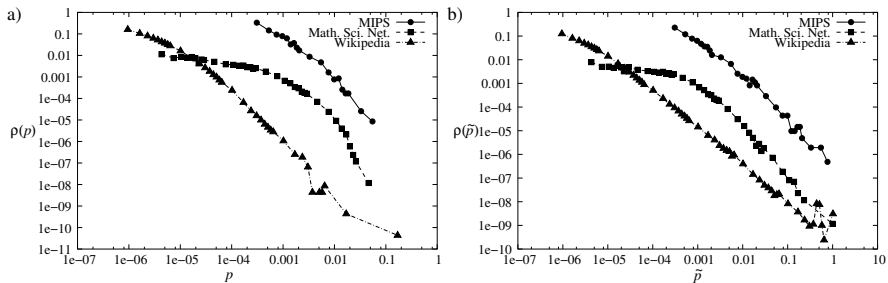 a)
MIPS
Math. Sci. Net.
Wikipedia
1
0.1
0.01
0.001
1e-04
1e-05
1e-06
1e-07
1e-08
1e-09
1e-10
1e-11
ρ(p)
1e-07 1e-06 1e-05 1e-04 0.001 0.01 0.1 1
p
b)
MIPS
Math. Sci. Net.
Wikipedia
1
0.1
0.01
0.001
1e-04
1e-05
1e-06
1e-07
1e-08
1e-09
1e-10
ρ(p̃)
1e-07 1e-06 1e-05 1e-04 0.001 0.01 0.1 1 10
p̃